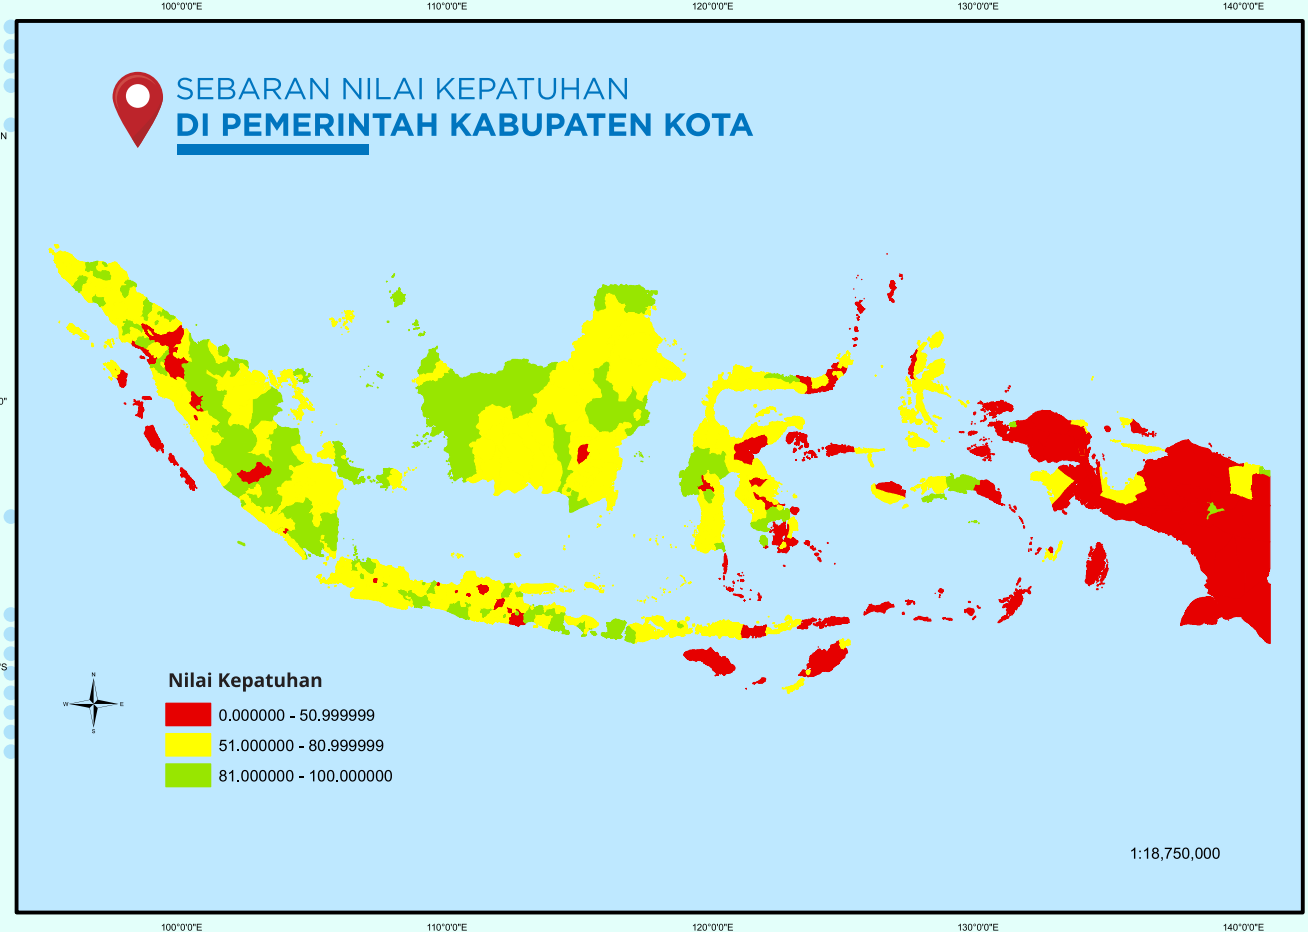 100°0'0"E 110°0'0"E 120°0'0"E 130°0'0"E 140°0'0"E
SEBARAN NILAI KEPATUHAN
DI PEMERINTAH KABUPATEN KOTA
N
0"
S
Nilai Kepatuhan
N
W E
S
0.000000 - 50.999999
51.000000 - 80.999999
81.000000 - 100.000000
1:18,750,000
100°0'0"E 110°0'0"E 120°0'0"E 130°0'0"E 140°0'0"E